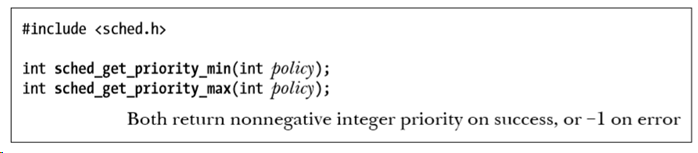 #include <sched.h>
int sched_get_priority_min(int policy);
int sched_get_priority_max(int policy);
Both return nonnegative integer priority on success, or –1 on error